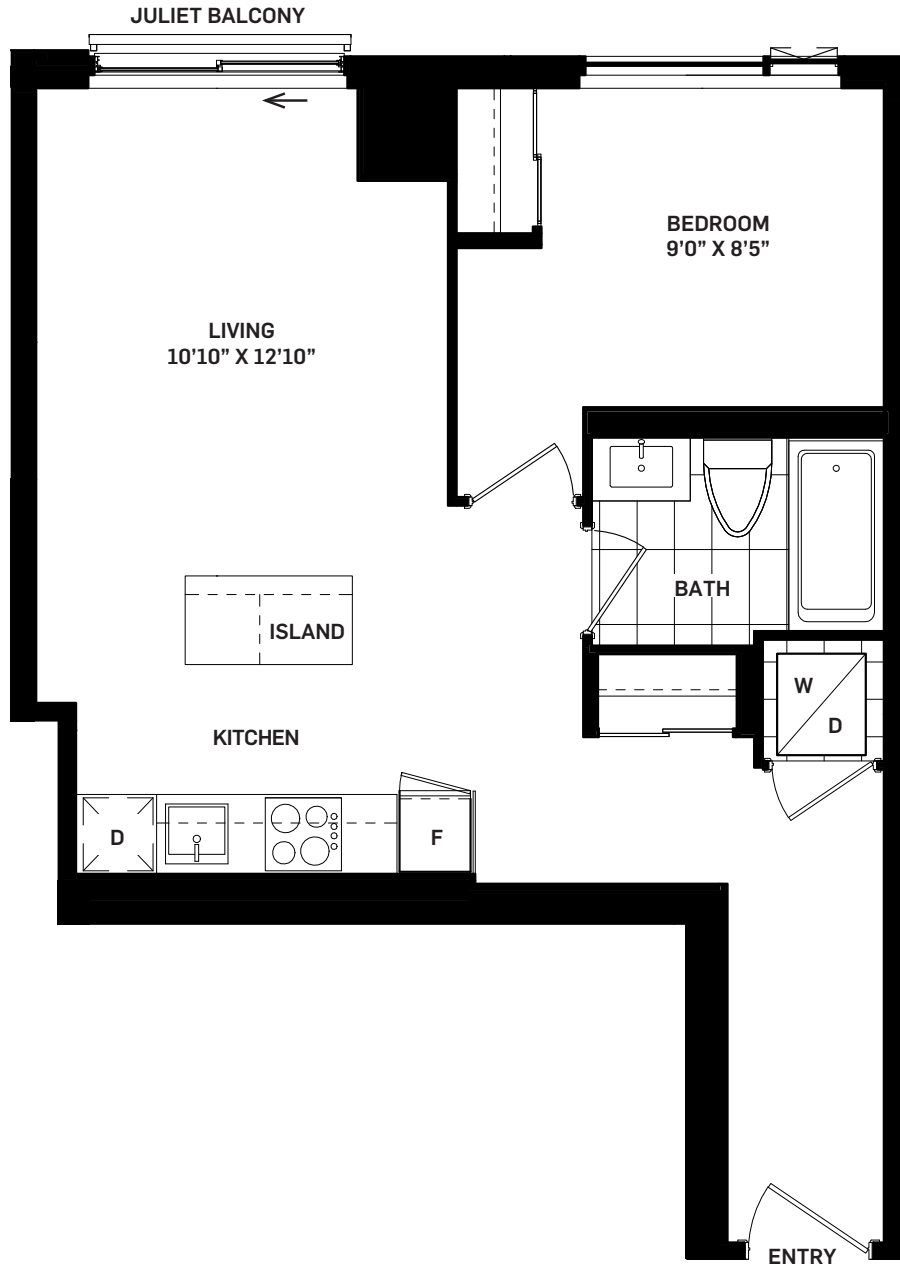 JULIET BALCONY
BEDROOM
9’0” X 8’5”
LIVING
10’10” X 12’10”
BATH
ISLAND
W
D
KITCHEN
D
F
ENTRY